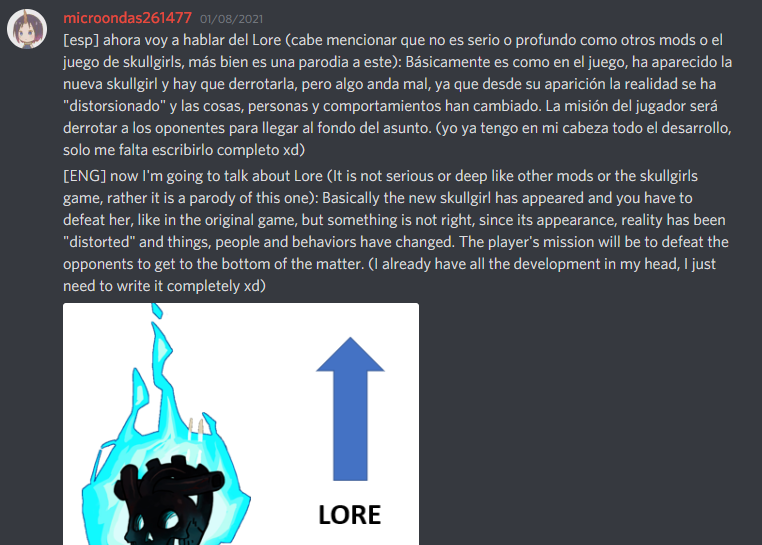 microondas261477 01/08/2021
[esp] ahora voy a hablar del Lore (cabe mencionar que no es serio o profundo como otros mods o el
juego de skullgirls, más bien es una parodia a este): Básicamente es como en el juego, ha aparecido la
nueva skullgirl y hay que derrotarla, pero algo anda mal, ya que desde su aparición la realidad se ha
"distorsionado" y las cosas, personas y comportamientos han cambiado. La misión del jugador será
derrotar a los oponentes para llegar al fondo del asunto. (yo ya tengo en mi cabeza todo el desarrollo,
solo me falta escribirlo completo xd)
[ENG] now I'm going to talk about Lore (It is not serious or deep like other mods or the skullgirls
game, rather it is a parody of this one): Basically the new skullgirl has appeared and you have to
defeat her, like in the original game, but something is not right, since its appearance, reality has been
"distorted" and things, people and behaviors have changed. The player's mission will be to defeat the
opponents to get to the bottom of the matter. (I already have all the development in my head, I just
need to write it completely xd)
LORE